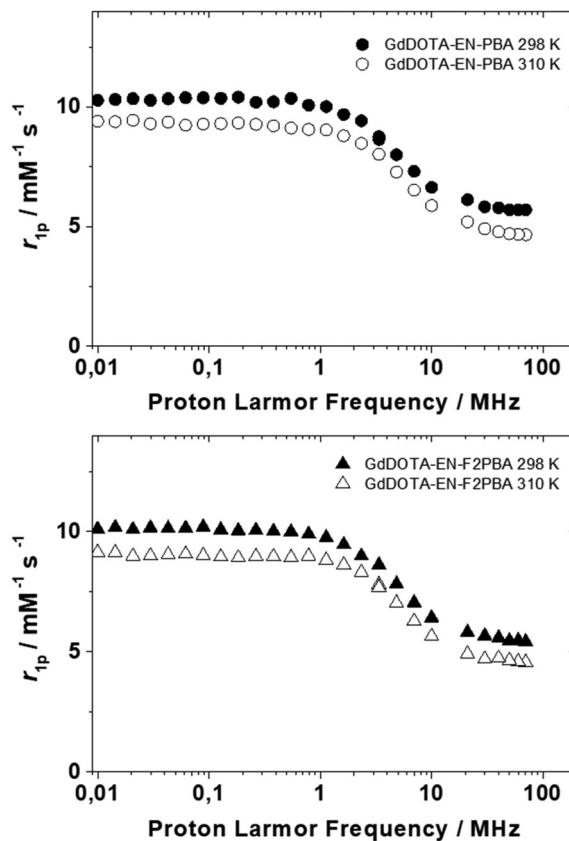 GdDOTA-EN-PBA 298 K
GdDOTA-EN-PBA 310 K
10
5
0
r1p / mM-1 s-1
0,01 0,1 1 10 100
Proton Larmor Frequency / MHz
GdDOTA-EN-F2PBA 298 K
GdDOTA-EN-F2PBA 310 K
10
5
0
r1p / mM-1 s-1
0,01 0,1 1 10 100
Proton Larmor Frequency / MHz